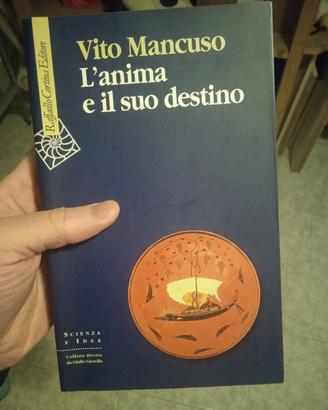 Raffaello Cortina Editore
Vito Mancuso
L'anima
e il suo destino
SCIENZA
E IDEE
Collana diretta
da Giulio Giorello